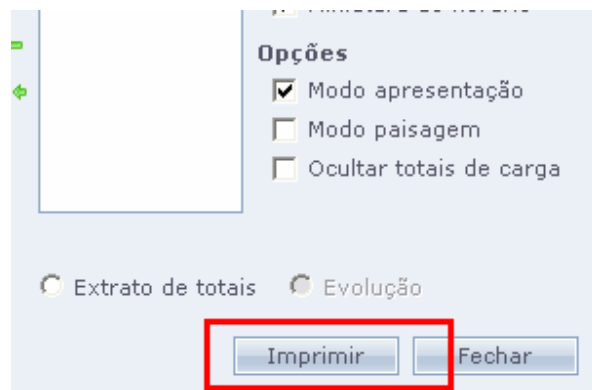 Opções
Modo apresentação
Modo paisagem
Ocultar totais de carga
Extrato de totais Evolução
Imprimir Fechar